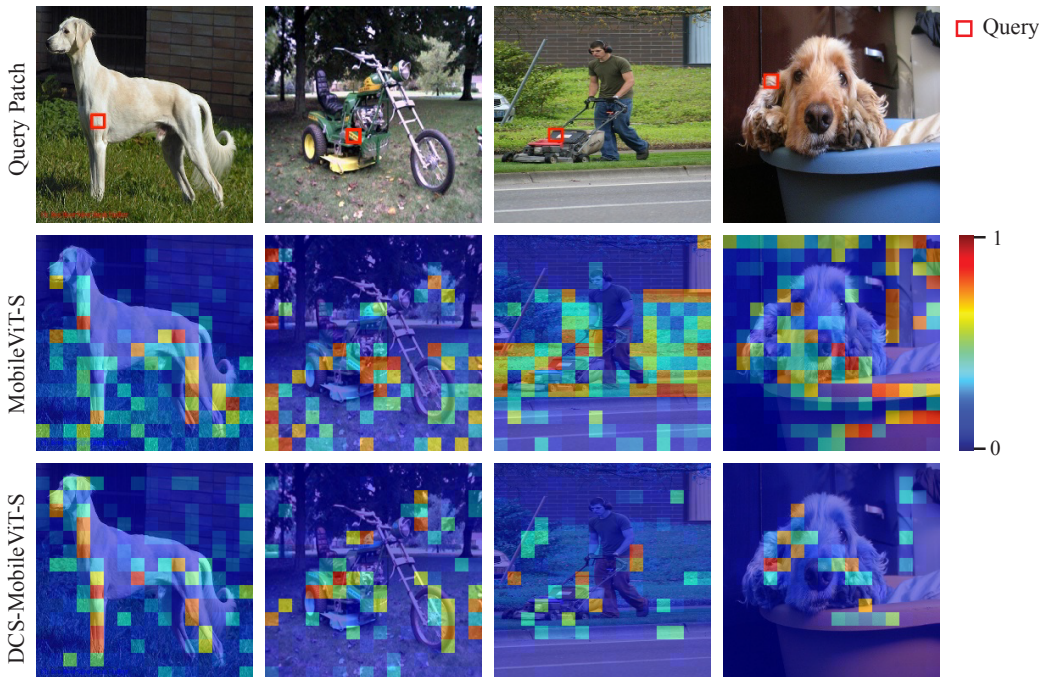 Query Patch
Query
MobileViT-S
1
0
DCS-MobileViT-S